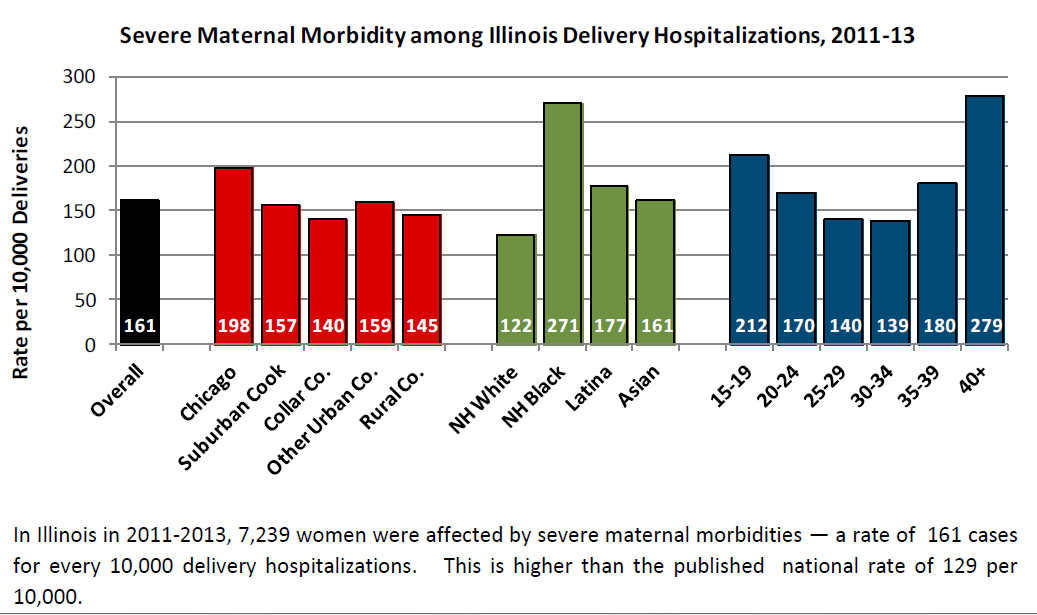 Severe Maternal Morbidity among Illinois Delivery Hospitalizations, 2011-13
Rate per 10,000 Deliveries
300
250
200
150
100
50
0
161
198
157
140
159
145
122
271
177
161
212
170
140
139
180
279
Overall
Chicago
Suburban Cook
Collar Co.
Other Urban Co.
Rural Co.
NH White
NH Black
Latina
Asian
15-19
20-24
25-29
30-34
35-39
40+
In Illinois in 2011-2013, 7,239 women were affected by severe maternal morbidities — a rate of 161 cases
for every 10,000 delivery hospitalizations. This is higher than the published national rate of 129 per
10,000.